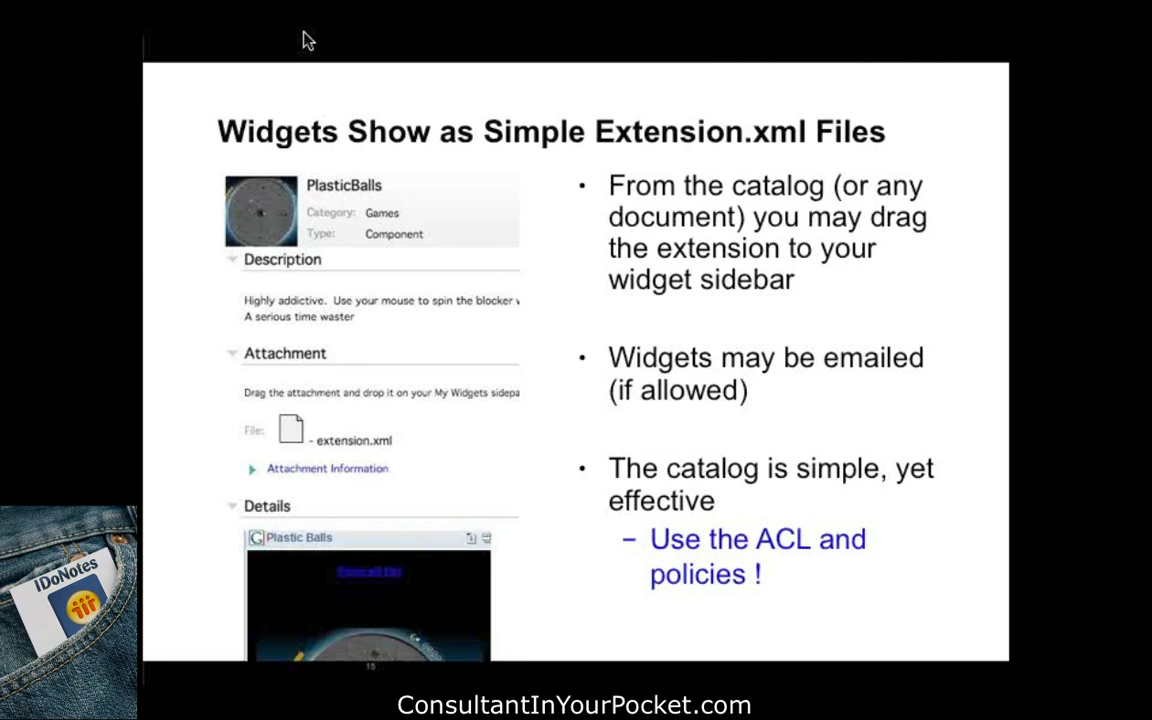 Widgets Show as Simple Extension.xml Files
PlasticBalls
Category: Games
Type: Component
Description
Highly addictive. Use your mouse to spin the blocker
A serious time waster
Attachment
Drag the attachment and drop it on your My Widgets sidepa
File: - extension.xml
Attachment Information
Details
G Plastic Balls
• From the catalog (or any
document) you may drag
the extension to your
widget sidebar
• Widgets may be emailed
(if allowed)
• The catalog is simple, yet
effective
– Use the ACL and
policies !
15
IDoNotes
ConsultantInYourPocket.com